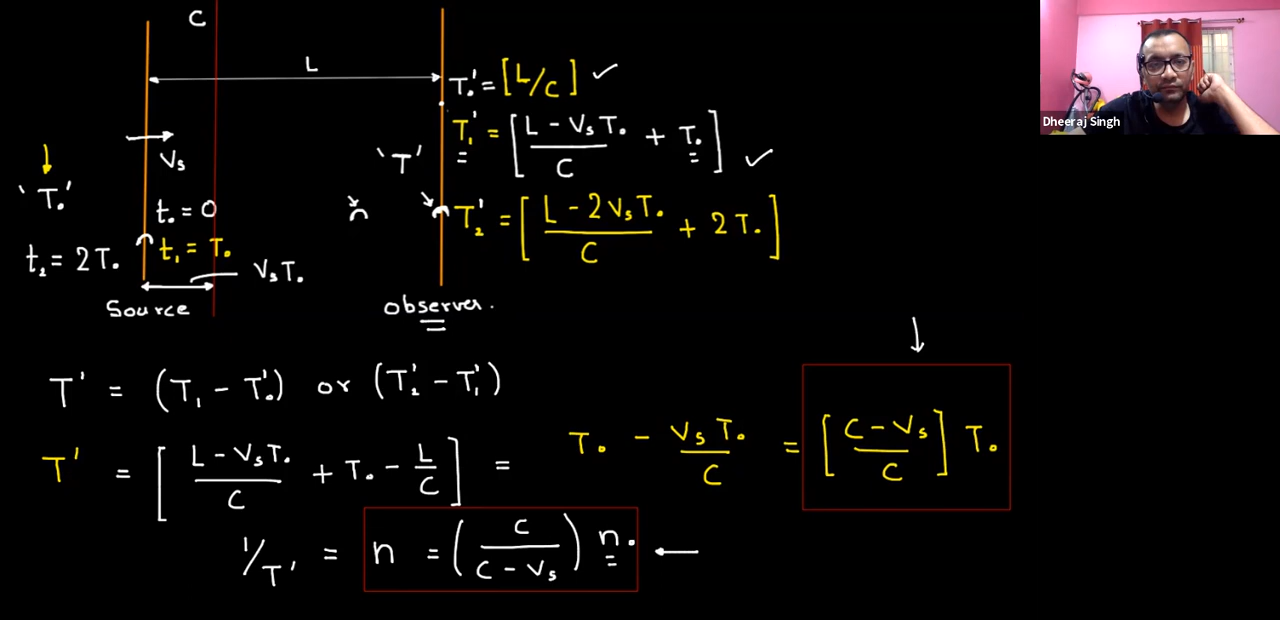 C
L
T₀' = [L/C] ✓
Dheeraj Singh
T₁' = [(L - VₛT₀)/C + T₀] ✓
Vₛ
'T'
'T₀'
t₀ = 0
T₂' = [(L - 2VₛT₀)/C + 2T₀]
t₂ = 2T₀ t₁ = T₀
VₛT₀
Source
observer.
T' = (T₁ - T₀') or (T₂' - T₁')
T' = [(L - VₛT₀)/C + T₀ - L/C] = T₀ - VₛT₀/C = [(C - Vₛ)/C] T₀
1/T' = n = (C/(C - Vₛ)) n₀